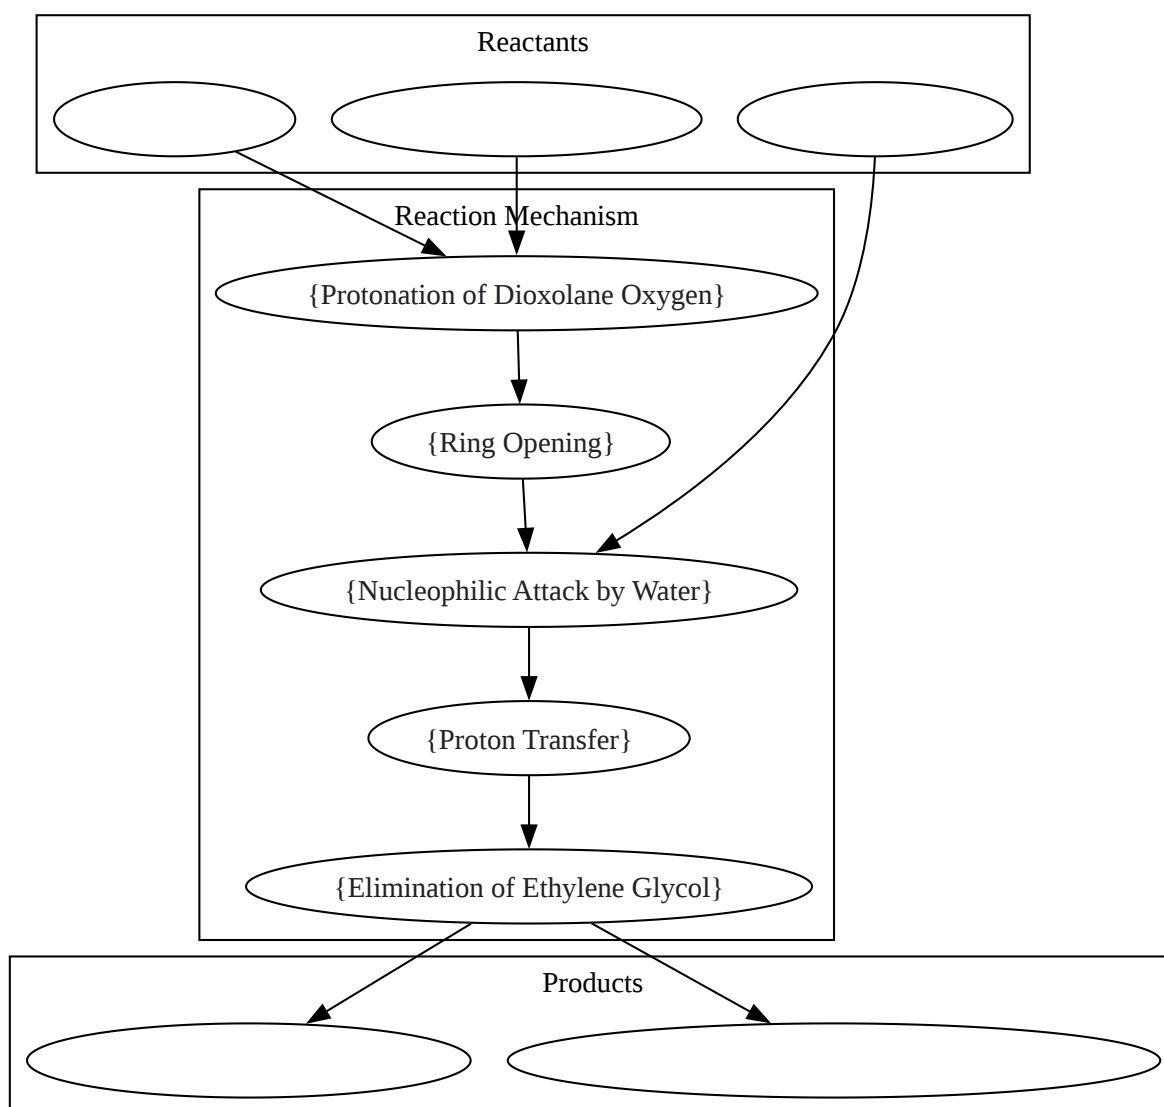 Reactants
Reaction Mechanism
{Protonation of Dioxolane Oxygen}
{Ring Opening}
{Nucleophilic Attack by Water}
{Proton Transfer}
{Elimination of Ethylene Glycol}
Products